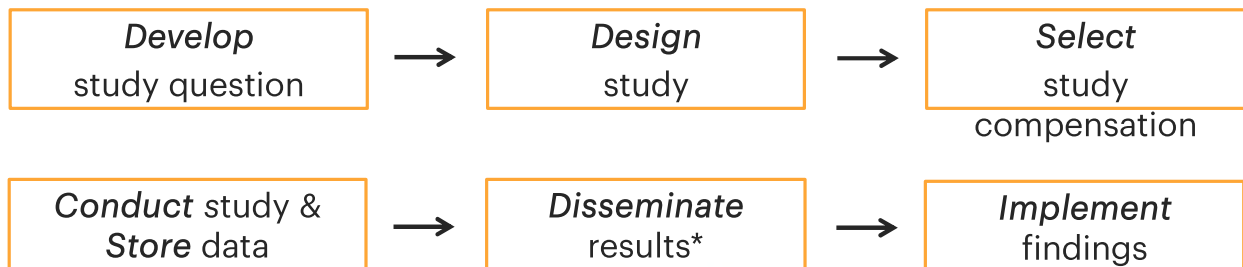 Develop
study question
Design
study
Select
study
compensation
Conduct study &
Store data
Disseminate
results*
Implement
findings